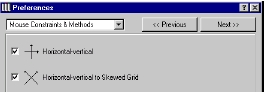 Preferences
Mouse Constraints & Methods
<< Previous
Next >>
Horizontal-vertical
Horizontal-vertical to Skewed Grid